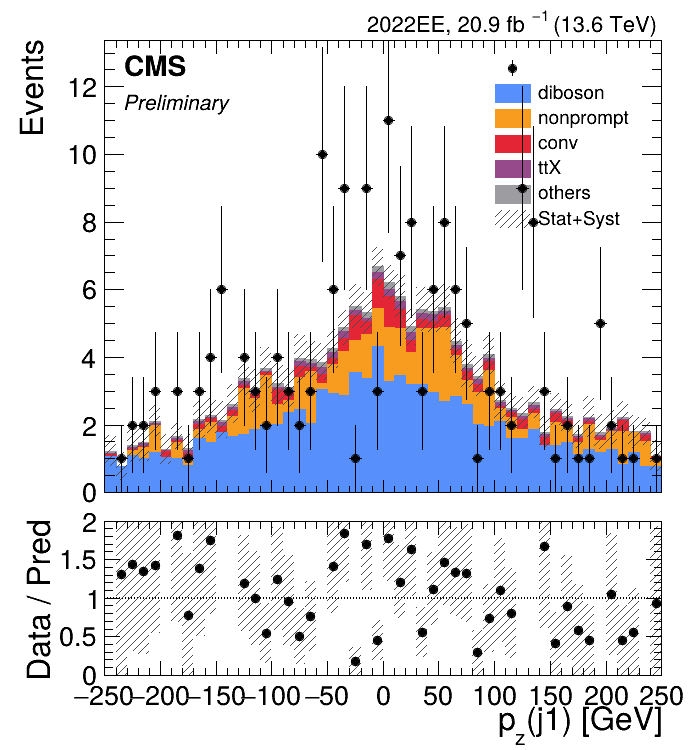 2022EE, 20.9 fb⁻¹ (13.6 TeV)
Events
CMS
Preliminary
diboson
nonprompt
conv
ttX
others
Stat+Syst
12
10
8
6
4
2
0
Data / Pred
2
1.5
1
0.5
0
−250 −200 −150 −100 −50 0 50 100 150 200 250
p_z(j1) [GeV]